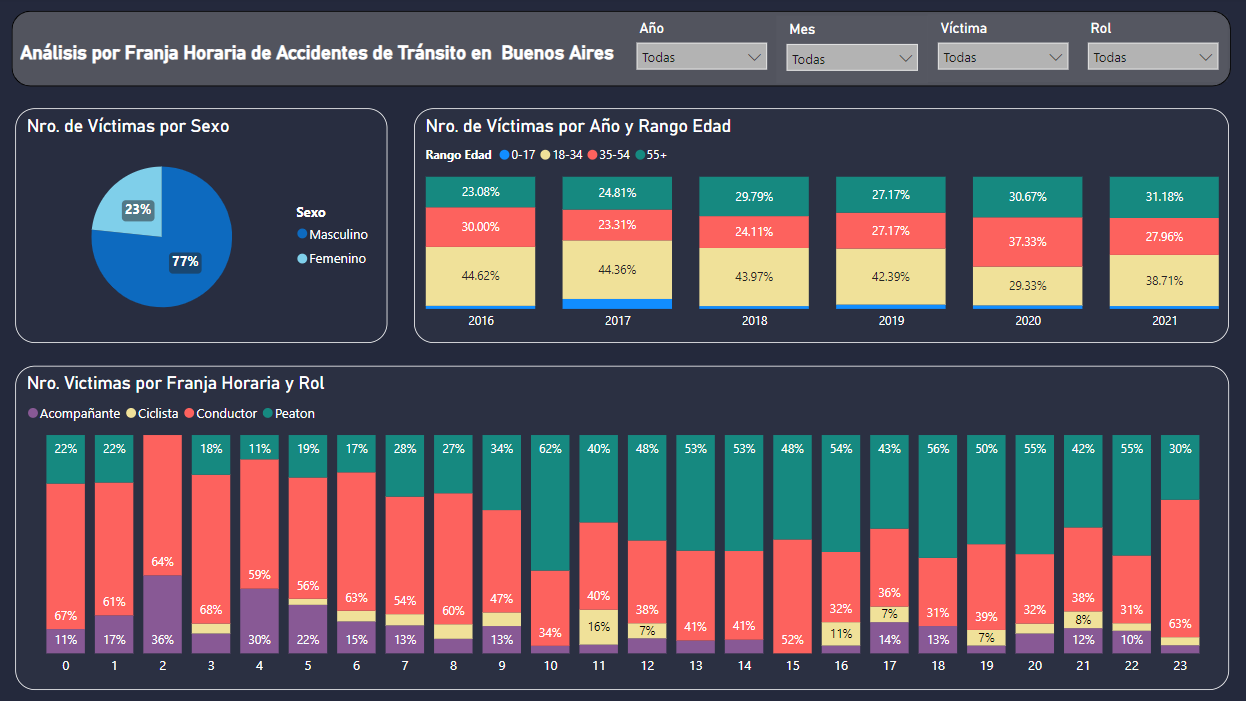 Análisis por Franja Horaria de Accidentes de Tránsito en Buenos Aires
Año
Todas
Mes
Todas
Víctima
Todas
Rol
Todas
Nro. de Víctimas por Sexo
23%
77%
Sexo
Masculino
Femenino
Nro. de Víctimas por Año y Rango Edad
Rango Edad 0-17 18-34 35-54 55+
23.08% 24.81% 29.79% 27.17% 30.67% 31.18%
30.00% 23.31% 24.11% 27.17% 37.33% 27.96%
44.62% 44.36% 43.97% 42.39% 29.33% 38.71%
2016 2017 2018 2019 2020 2021
Nro. Victimas por Franja Horaria y Rol
Acompañante Ciclista Conductor Peaton
22% 22% 18% 11% 19% 17% 28% 27% 34% 62% 40% 48% 53% 53% 48% 54% 43% 56% 50% 55% 42% 55% 30%
67% 61% 64% 68% 59% 56% 63% 54% 60% 47% 34% 40% 38% 41% 41% 52% 32% 36% 31% 39% 32% 38% 31% 63%
16% 7% 11% 7% 7% 8%
11% 17% 36% 30% 22% 15% 13% 13% 14% 13% 12% 10%
0 1 2 3 4 5 6 7 8 9 10 11 12 13 14 15 16 17 18 19 20 21 22 23